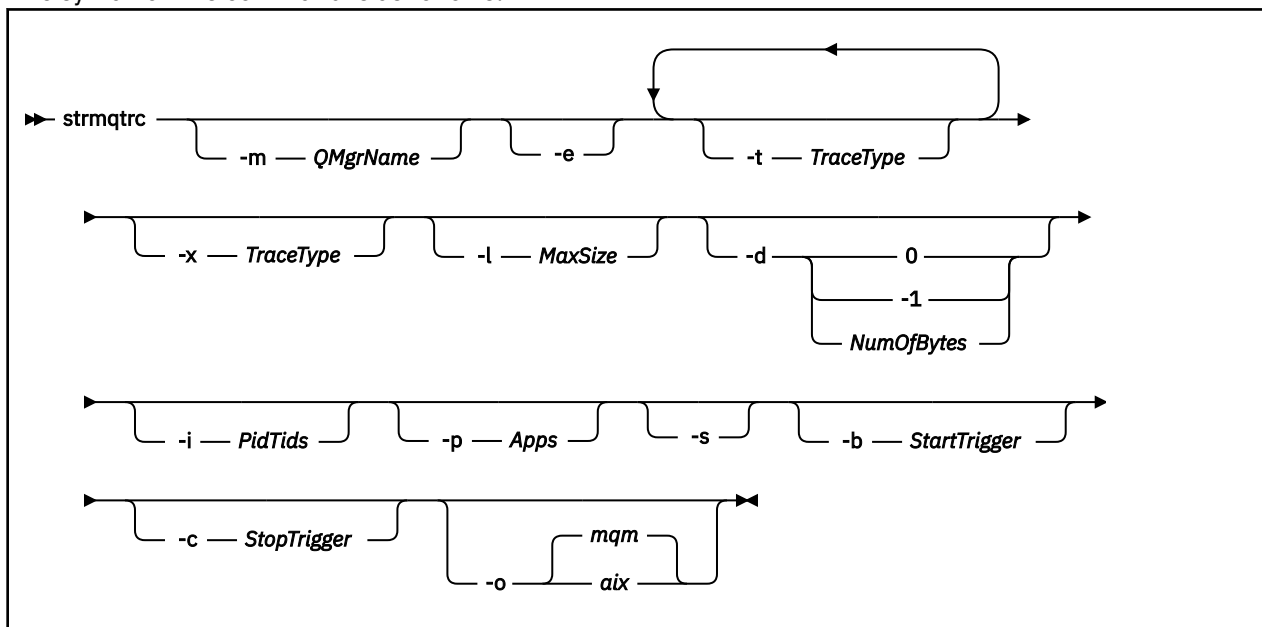 strmqtrc
-m QMgrName
-e
-t TraceType
-x TraceType
-l MaxSize
-d
0
-1
NumOfBytes
-i PidTids
-p Apps
-s
-b StartTrigger
-c StopTrigger
-o
mqm
aix